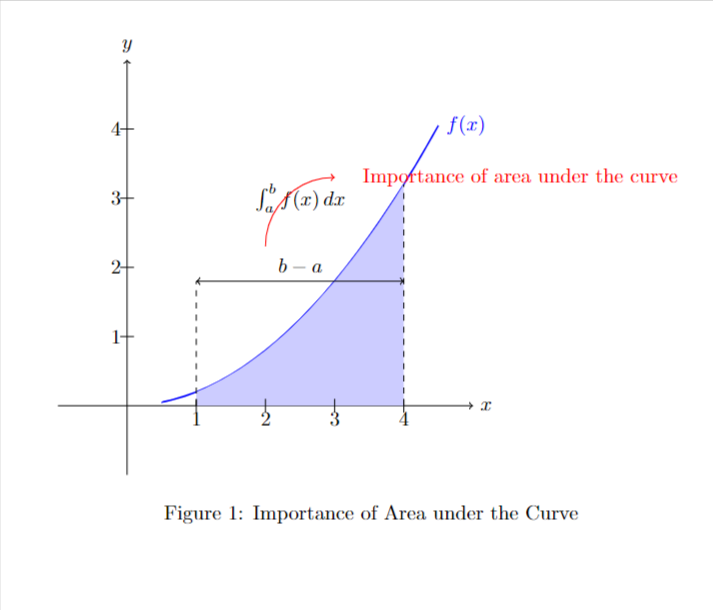 y
4
f(x)
Importance of area under the curve
3
∫_a^b f(x) dx
2
b − a
1
x
1 2 3 4
Figure 1: Importance of Area under the Curve